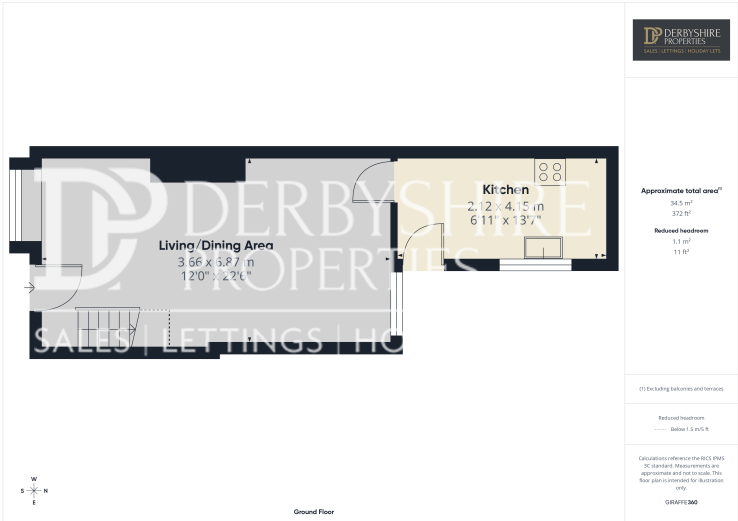 DP DERBYSHIRE
PROPERTIES
SALES | LETTINGS | HOLIDAY LETS
Approximate total area(1)
34.5 m²
372 ft²
Reduced headroom
1.1 m²
11 ft²
Kitchen
2.12 x 4.15 m
6'11" x 13'7"
Living/Dining Area
3.66 x 6.87 m
12'0" x 22'6"
DP DERBYSHIRE
PROPERTIES
SALES | LETTINGS | HO
(1) Excluding balconies and terraces
Reduced headroom
Below 1.5 m/5 ft
Calculations reference the RICS IPMS
3C standard. Measurements are
approximate and not to scale. This
floor plan is intended for illustration
only.
GIRAFFE360
W
S N
E
Ground Floor